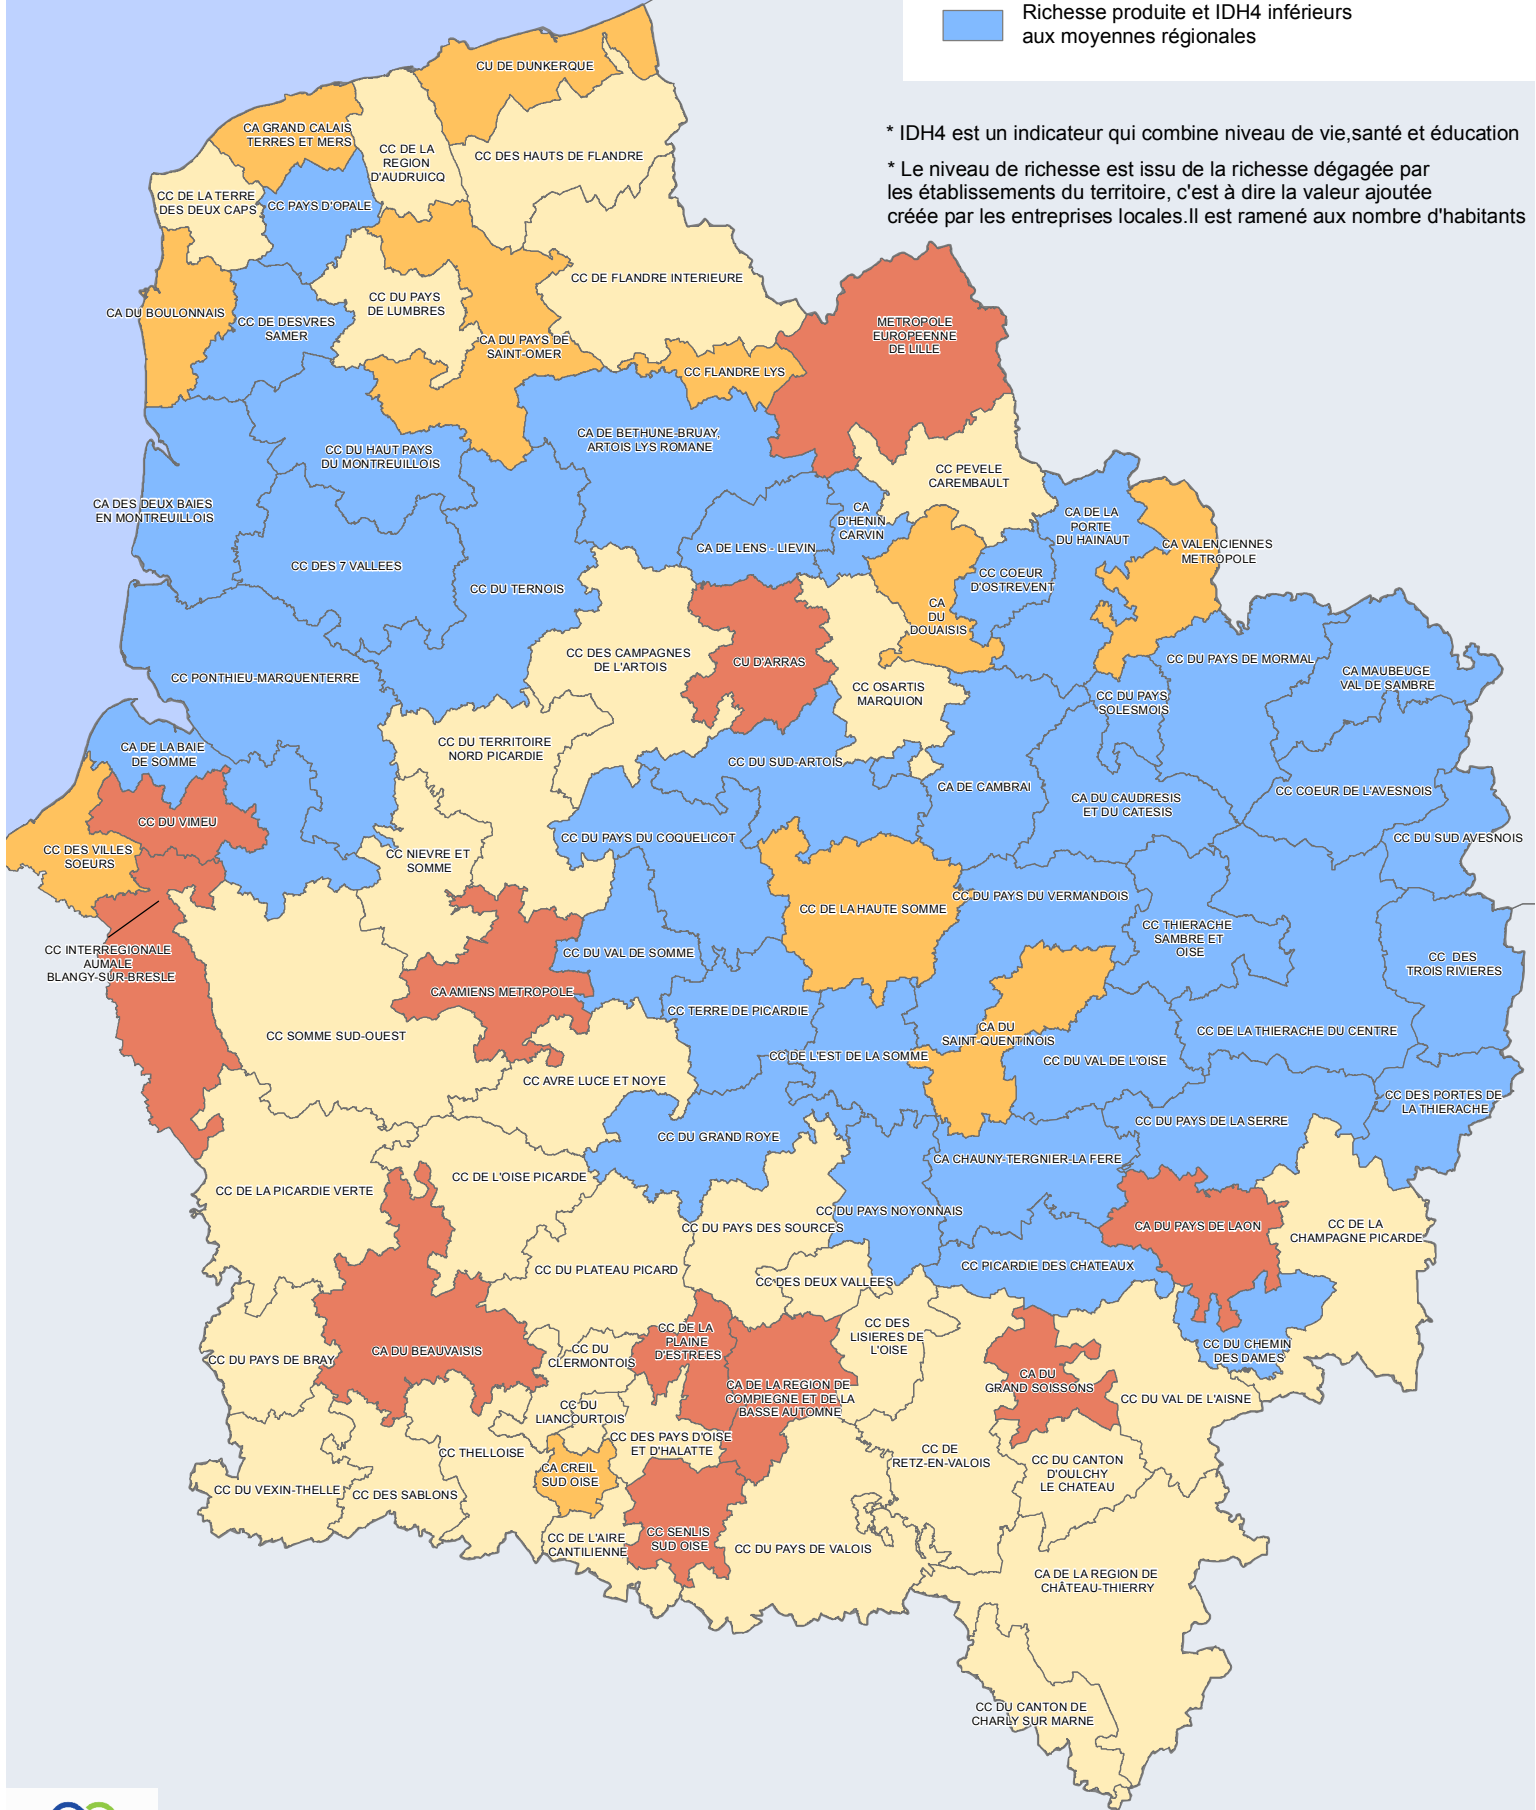 Richesse produite et IDH4 inférieurs
aux moyennes régionales
* IDH4 est un indicateur qui combine niveau de vie,santé et éducation
* Le niveau de richesse est issu de la richesse dégagée par
les établissements du territoire, c'est à dire la valeur ajoutée
créée par les entreprises locales.Il est ramené aux nombre d'habitants
CU DE DUNKERQUE
CA GRAND CALAIS
TERRES ET MERS
CC DE LA
REGION
D'AUDRUICQ
CC DES HAUTS DE FLANDRE
CC DE LA TERRE
DES DEUX CAPS
CC PAYS D'OPALE
CC DE FLANDRE INTERIEURE
CC DU PAYS
DE LUMBRES
CA DU BOULONNAIS
CC DE DESVRES
SAMER
CA DU PAYS DE
SAINT-OMER
METROPOLE
EUROPEENNE
DE LILLE
CC FLANDRE LYS
CA DE BETHUNE-BRUAY,
ARTOIS LYS ROMANE
CC DU HAUT PAYS
DU MONTREUILLOIS
CC PEVELE
CAREMBAULT
CA DES DEUX BAIES
EN MONTREUILLOIS
CA
D'HENIN
CARVIN
CA DE LA
PORTE
DU HAINAUT
CA VALENCIENNES
METROPOLE
CA DE LENS - LIEVIN
CC DES 7 VALLEES
CC DU TERNOIS
CC COEUR
D'OSTREVENT
CA
DU
DOUAISIS
CC DES CAMPAGNES
DE L'ARTOIS
CU D'ARRAS
CC DU PAYS DE MORMAL
CA MAUBEUGE
VAL DE SAMBRE
CC PONTHIEU-MARQUENTERRE
CC OSARTIS
MARQUION
CC DU PAYS
SOLESMOIS
CA DE LA BAIE
DE SOMME
CC DU TERRITOIRE
NORD PICARDIE
CC DU SUD-ARTOIS
CA DE CAMBRAI
CA DU CAUDRESIS
ET DU CATESIS
CC COEUR DE L'AVESNOIS
CC DU VIMEU
CC DU PAYS DU COQUELICOT
CC DU SUD AVESNOIS
CC DES VILLES
SOEURS
CC NIEVRE ET
SOMME
CC DE LA HAUTE SOMME
CC DU PAYS DU VERMANDOIS
CC THIERACHE
SAMBRE ET
OISE
CC INTERREGIONALE
AUMALE
BLANGY-SUR-BRESLE
CC DU VAL DE SOMME
CC DES
TROIS RIVIERES
CA AMIENS METROPOLE
CC TERRE DE PICARDIE
CC SOMME SUD-OUEST
CA DU
SAINT-QUENTINOIS
CC DE LA THIERACHE DU CENTRE
CC DE L'EST DE LA SOMME
CC DU VAL DE L'OISE
CC AVRE LUCE ET NOYE
CC DES PORTES DE
LA THIERACHE
CC DU PAYS DE LA SERRE
CC DU GRAND ROYE
CA CHAUNY-TERGNIER-LA FERE
CC DE L'OISE PICARDE
CC DE LA PICARDIE VERTE
CC DU PAYS NOYONNAIS
CC DU PAYS DES SOURCES
CA DU PAYS DE LAON
CC DE LA
CHAMPAGNE PICARDE
CC DU PLATEAU PICARD
CC PICARDIE DES CHATEAUX
CC DES DEUX VALLEES
CC DE LA
PLAINE
D'ESTREES
CC DES
LISIERES DE
L'OISE
CC DU CHEMIN
DES DAMES
CC DU
CLERMONTOIS
CA DU BEAUVAISIS
CC DU PAYS DE BRAY
CA DE LA REGION DE
COMPIEGNE ET DE LA
BASSE AUTOMNE
CA DU
GRAND SOISSONS
CC DU VAL DE L'AISNE
CC DU
LIANCOURTOIS
CC DES PAYS D'OISE
ET D'HALATTE
CC THELLOISE
CC DE
RETZ-EN-VALOIS
CC DU CANTON
D'OULCHY
LE CHATEAU
CA CREIL
SUD OISE
CC DU VEXIN-THELLE
CC DES SABLONS
CC DE L'AIRE
CANTILIENNE
CC SENLIS
SUD OISE
CC DU PAYS DE VALOIS
CA DE LA REGION DE
CHÂTEAU-THIERRY
CC DU CANTON DE
CHARLY SUR MARNE